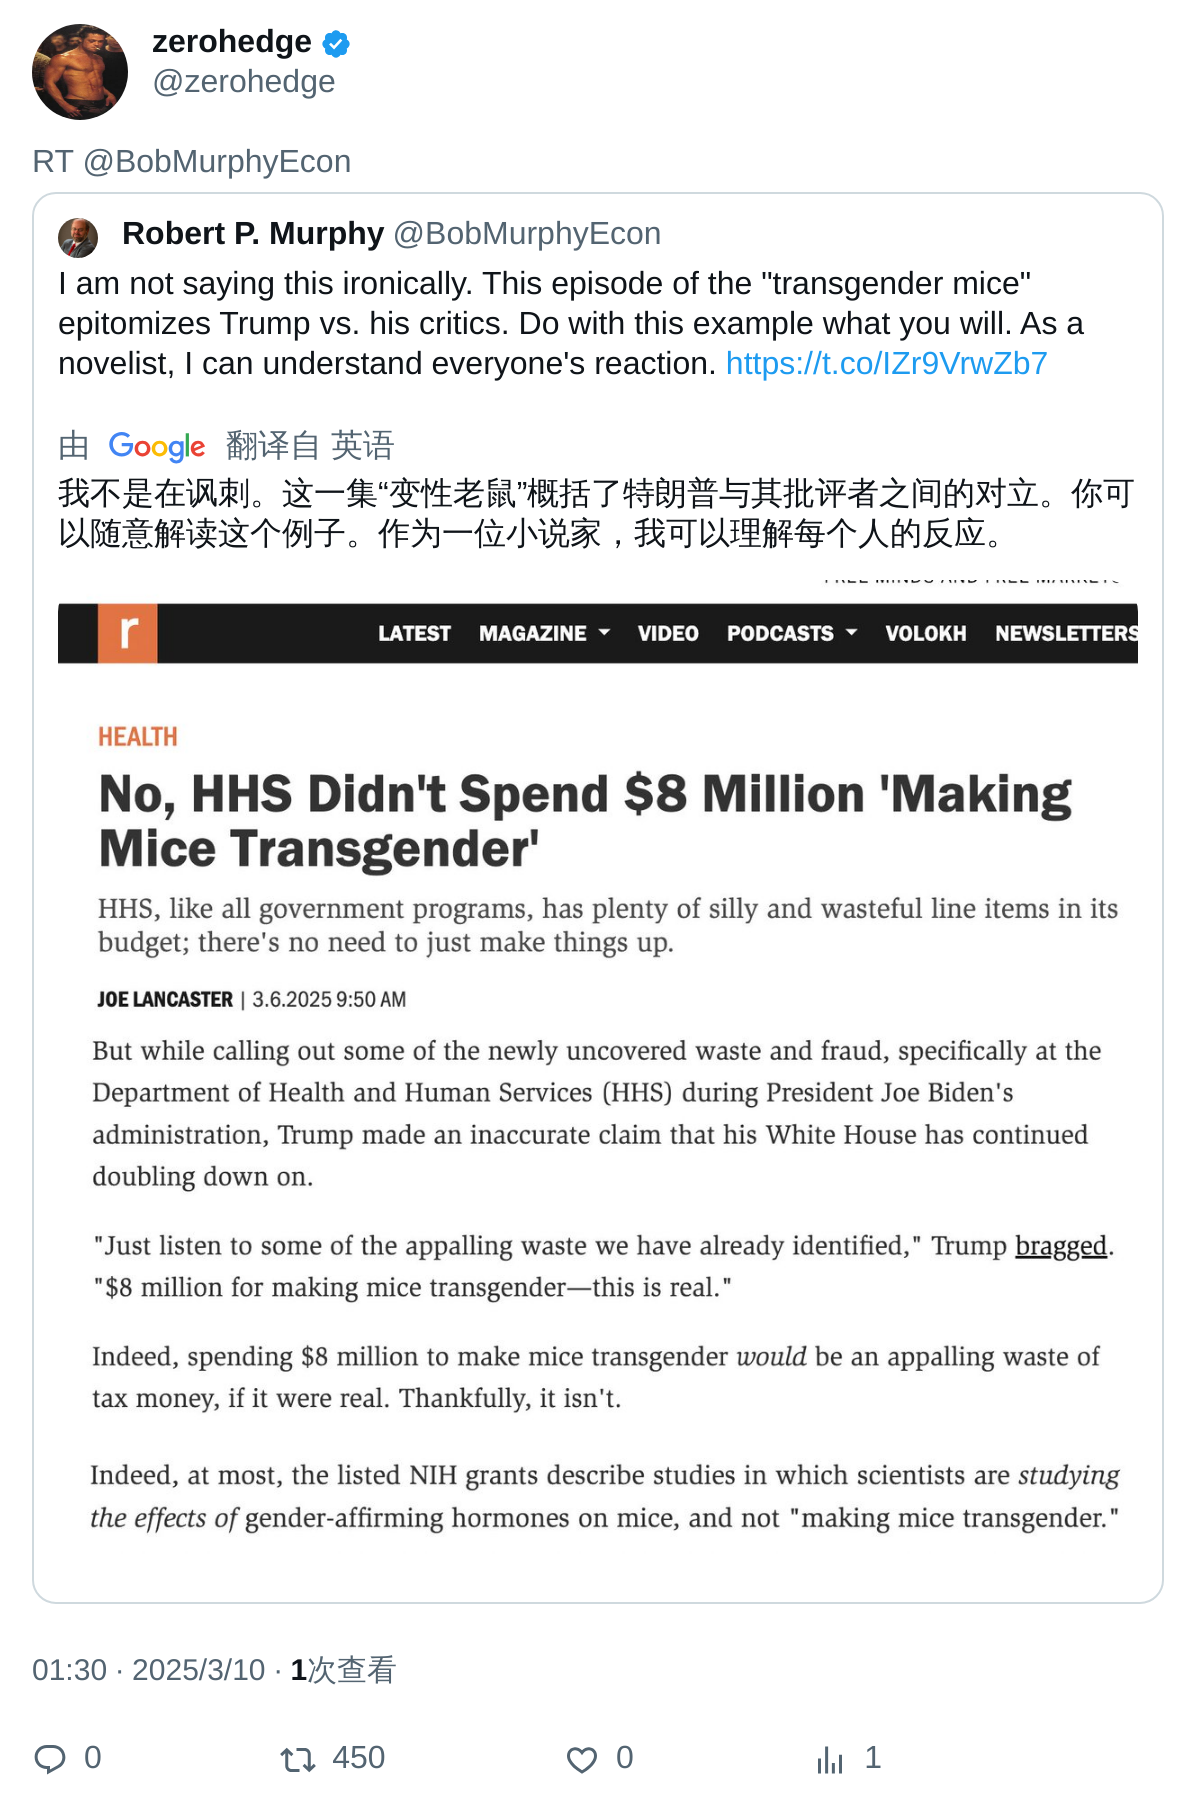 zerohedge
@zerohedge
RT @BobMurphyEcon
Robert P. Murphy @BobMurphyEcon
I am not saying this ironically. This episode of the "transgender mice"
epitomizes Trump vs. his critics. Do with this example what you will. As a
novelist, I can understand everyone's reaction. https://t.co/IZr9VrwZb7
由 Google 翻译自 英语
我不是在讽刺。这一集“变性老鼠”概括了特朗普与其批评者之间的对立。你可
以随意解读这个例子。作为一位小说家，我可以理解每个人的反应。
FREE MINDS AND FREE MARKETS
r LATEST MAGAZINE VIDEO PODCASTS VOLOKH NEWSLETTERS
HEALTH
No, HHS Didn't Spend $8 Million 'Making
Mice Transgender'
HHS, like all government programs, has plenty of silly and wasteful line items in its
budget; there's no need to just make things up.
JOE LANCASTER | 3.6.2025 9:50 AM
But while calling out some of the newly uncovered waste and fraud, specifically at the
Department of Health and Human Services (HHS) during President Joe Biden's
administration, Trump made an inaccurate claim that his White House has continued
doubling down on.
"Just listen to some of the appalling waste we have already identified," Trump bragged.
"$8 million for making mice transgender—this is real."
Indeed, spending $8 million to make mice transgender would be an appalling waste of
tax money, if it were real. Thankfully, it isn't.
Indeed, at most, the listed NIH grants describe studies in which scientists are studying
the effects of gender-affirming hormones on mice, and not "making mice transgender."
01:30 · 2025/3/10 · 1次查看
0 450 0 1